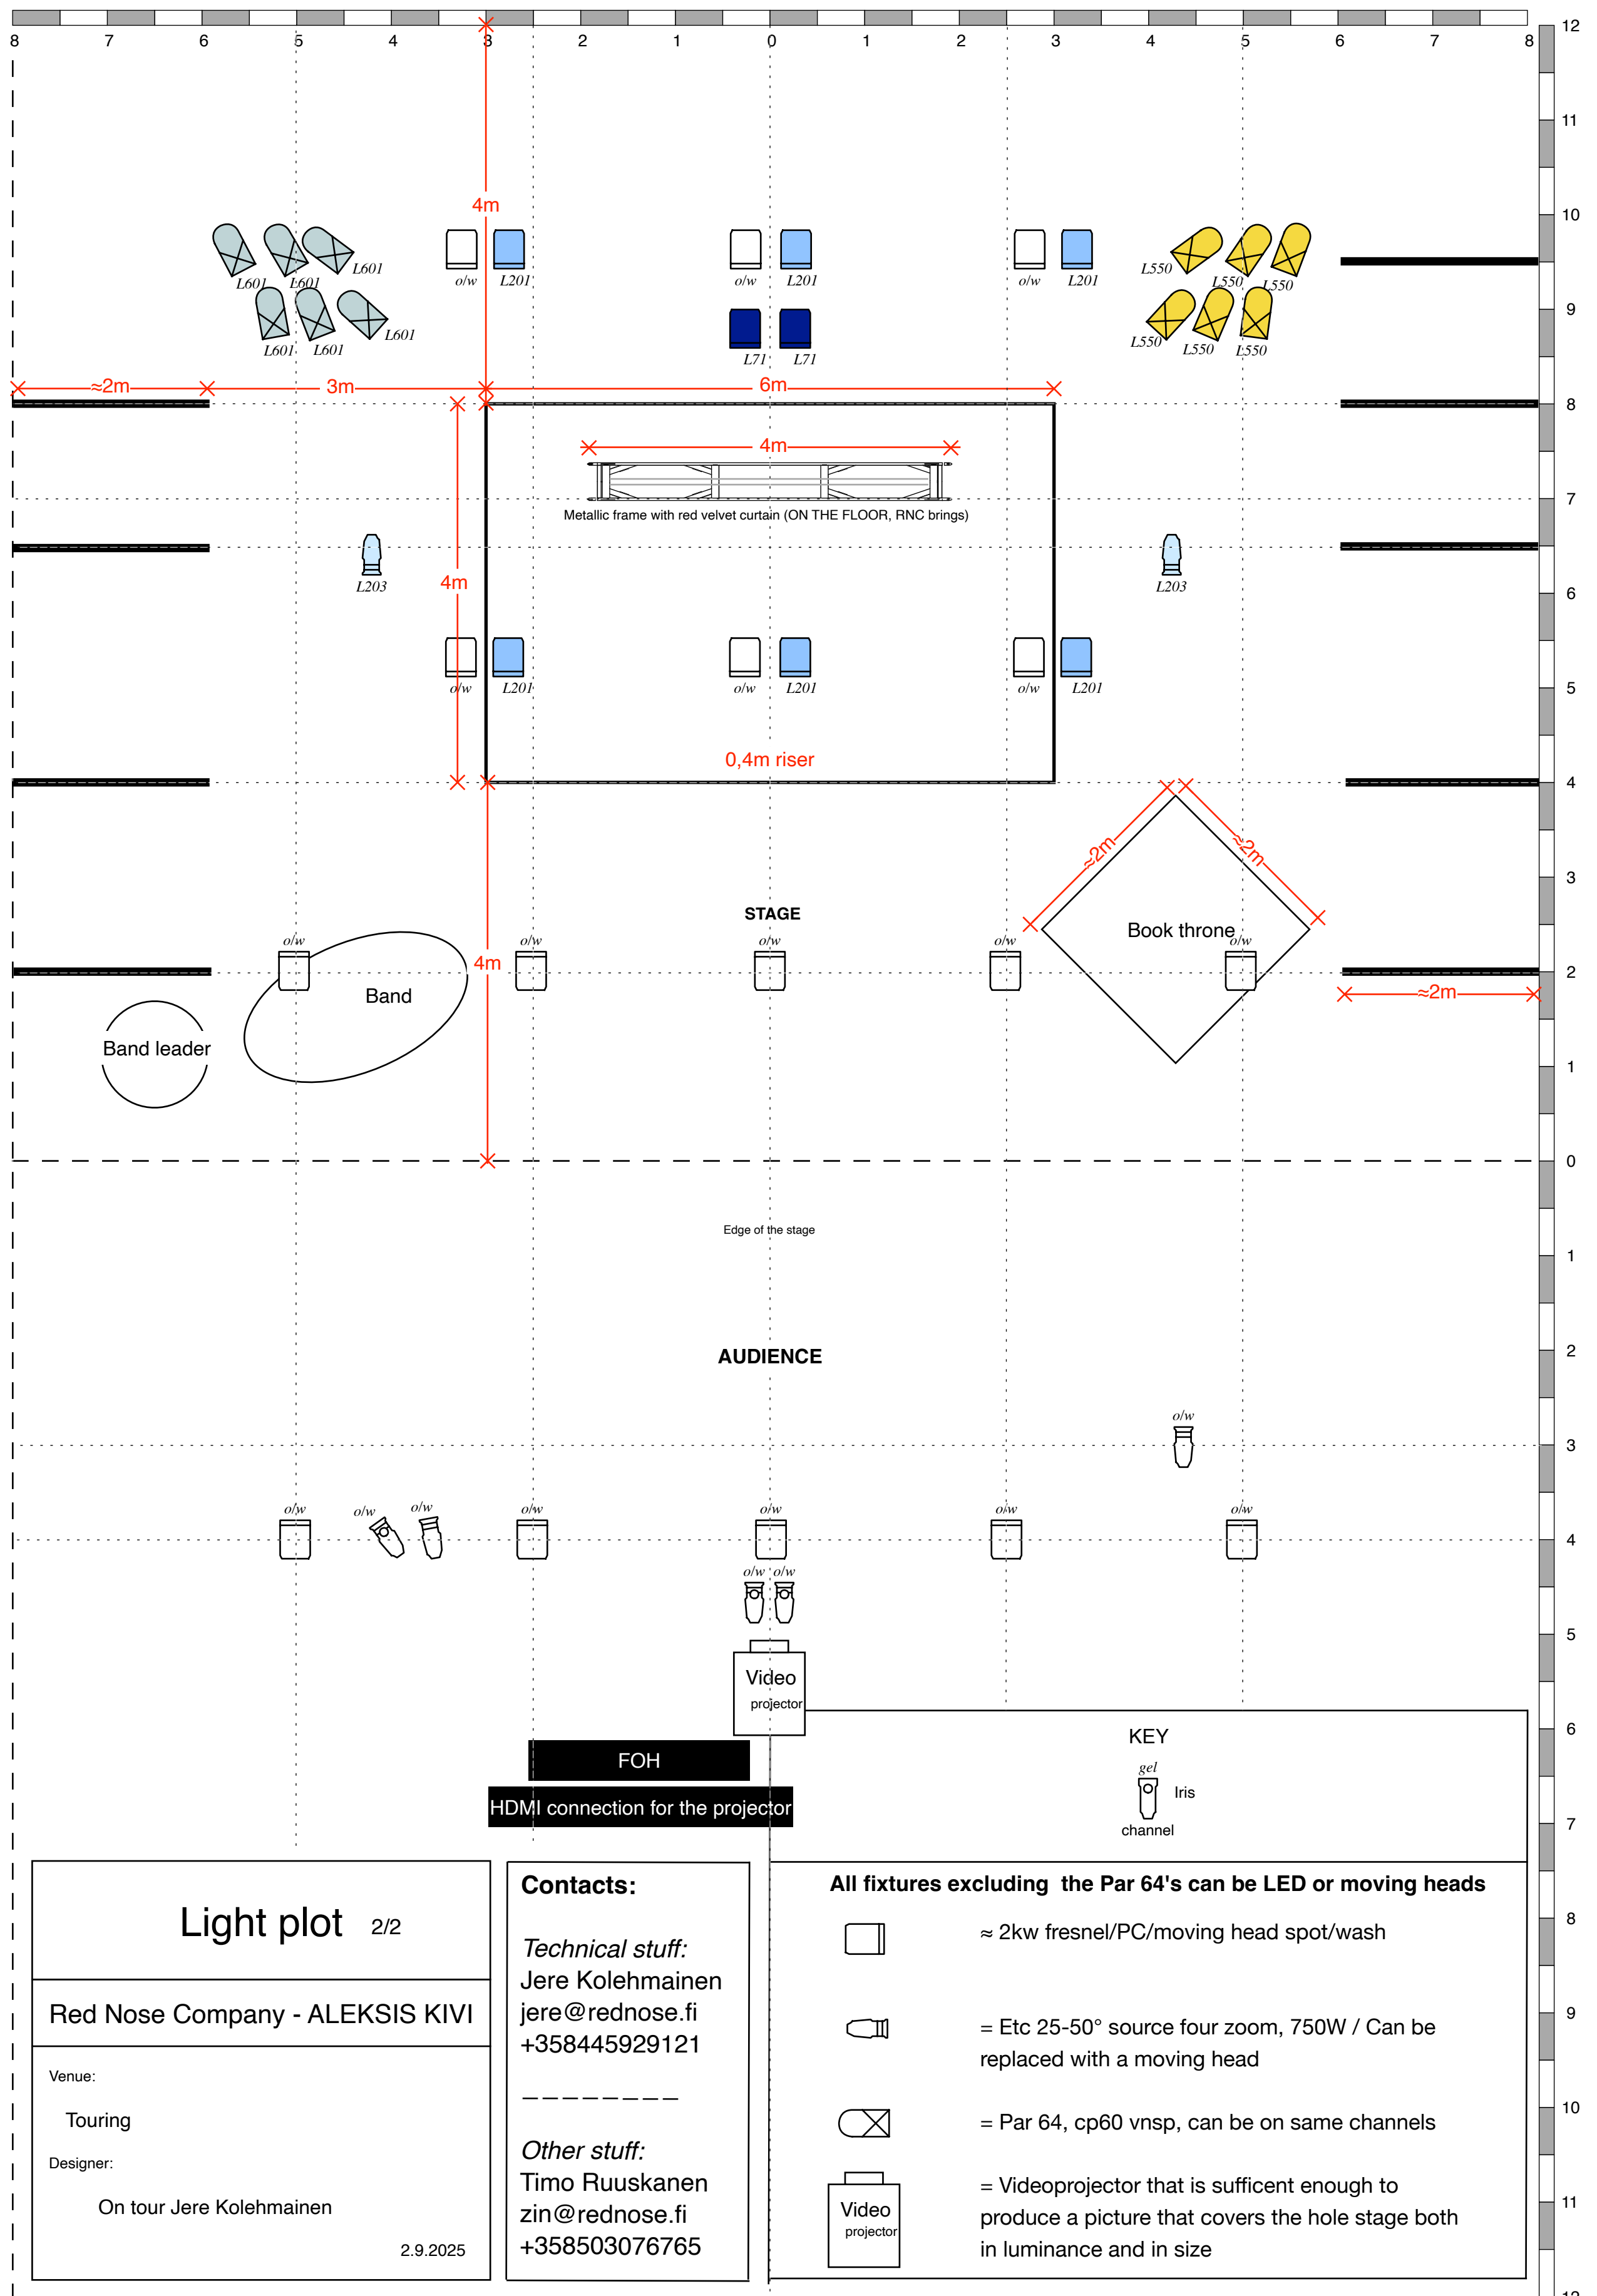 8 7 6 5 4 3 2 1 0 1 2 3 4 5 6 7 8
12
11
4m
10
L601 L601 L601 o/w L201 o/w L201 o/w L201 L550 L550 L550
9
L601 L601 L601 L71 L71 L550 L550 L550
≈2m 3m 6m
8
4m
7
Metallic frame with red velvet curtain (ON THE FLOOR, RNC brings)
4m
L203 L203
6
o/w L201 o/w L201 o/w L201
5
0,4m riser
4
≈2m ≈2m
3
STAGE
Book throne
o/w o/w o/w o/w o/w
4m
2
Band
≈2m
Band leader
1
0
Edge of the stage
1
AUDIENCE
2
o/w
3
o/w o/w o/w o/w o/w o/w o/w
4
o/w o/w
5
Video
projector
6
FOH
HDMI connection for the projector
7
KEY
gel
Iris
channel
Light plot 2/2
Red Nose Company - ALEKSIS KIVI
Venue:
Touring
Designer:
On tour Jere Kolehmainen
2.9.2025
Contacts:
Technical stuff:
Jere Kolehmainen
jere@rednose.fi
+358445929121
_ _ _ _ _ _ _ _ _
Other stuff:
Timo Ruuskanen
zin@rednose.fi
+358503076765
All fixtures excluding  the Par 64's can be LED or moving heads
≈ 2kw fresnel/PC/moving head spot/wash
8
= Etc 25-50° source four zoom, 750W / Can be
replaced with a moving head
9
= Par 64, cp60 vnsp, can be on same channels
10
Video
projector
= Videoprojector that is sufficent enough to
produce a picture that covers the hole stage both
in luminance and in size
11